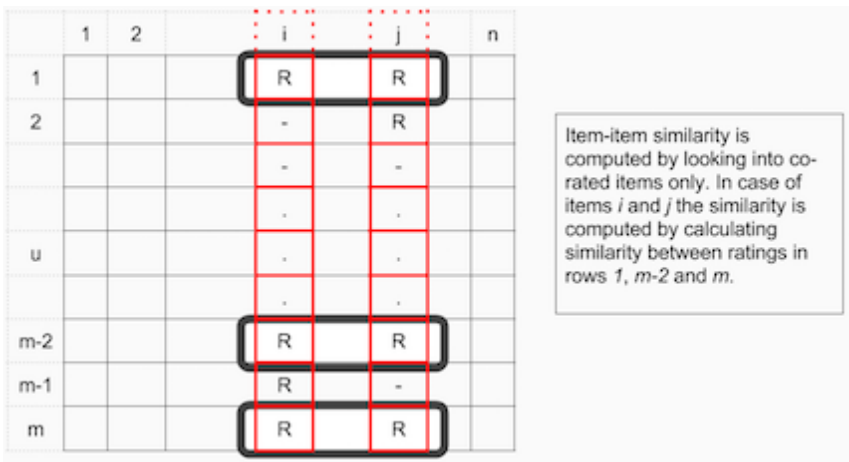 1 2 i j n
1 R R
2 - R
- -
. .
u . .
. .
m-2 R R
m-1 R -
m R R
Item-item similarity is
computed by looking into co-
rated items only. In case of
items i and j the similarity is
computed by calculating
similarity between ratings in
rows 1, m-2 and m.